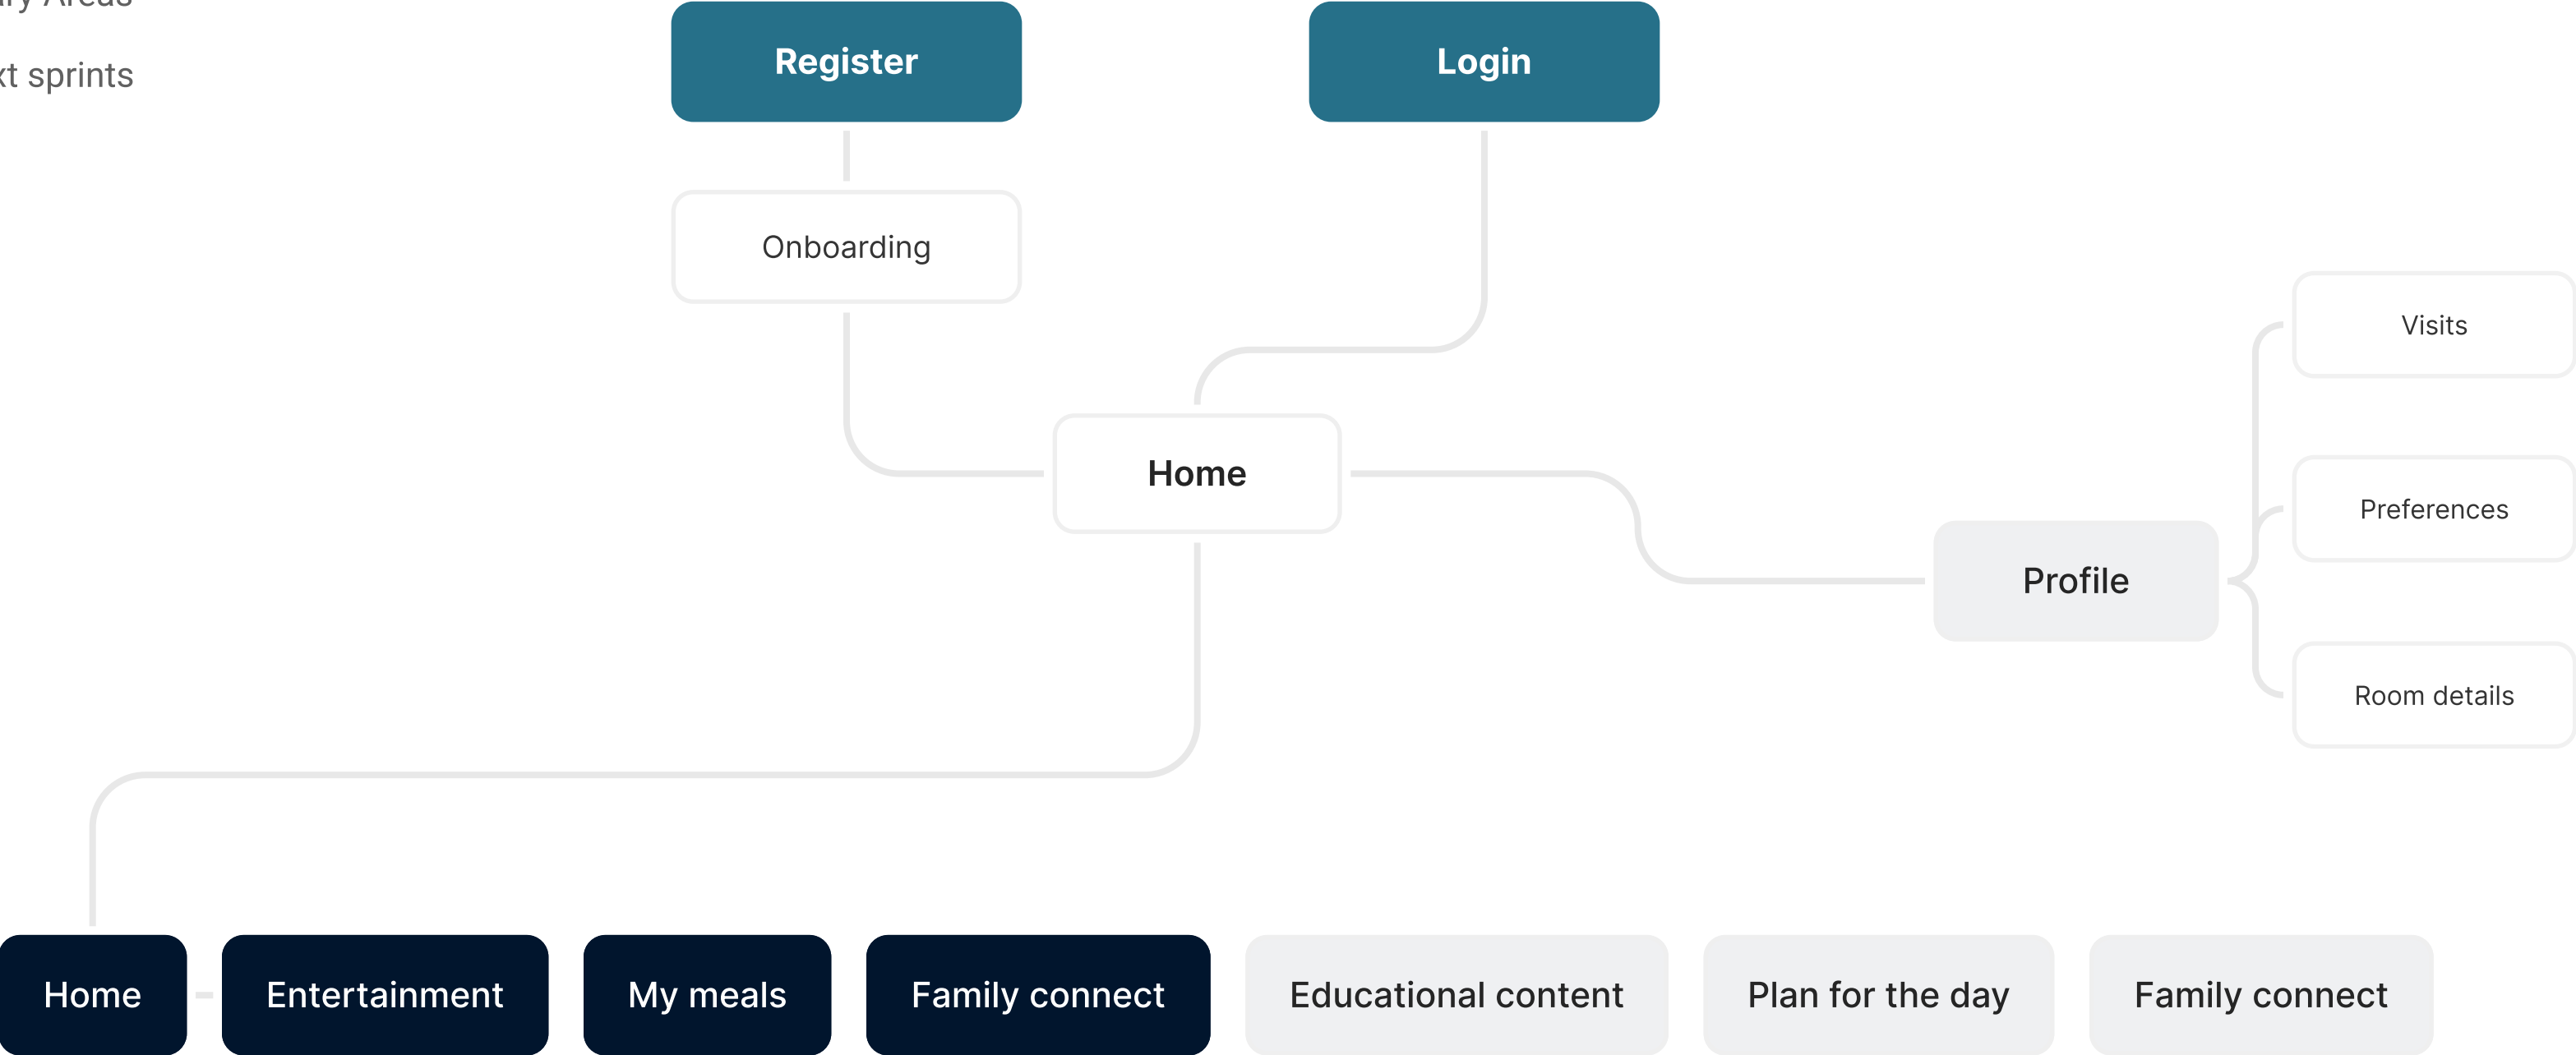 Areas
sprints
Register
Login
Onboarding
Visits
Home
Preferences
Profile
Room details
Home
Entertainment
My meals
Family connect
Educational content
Plan for the day
Family connect